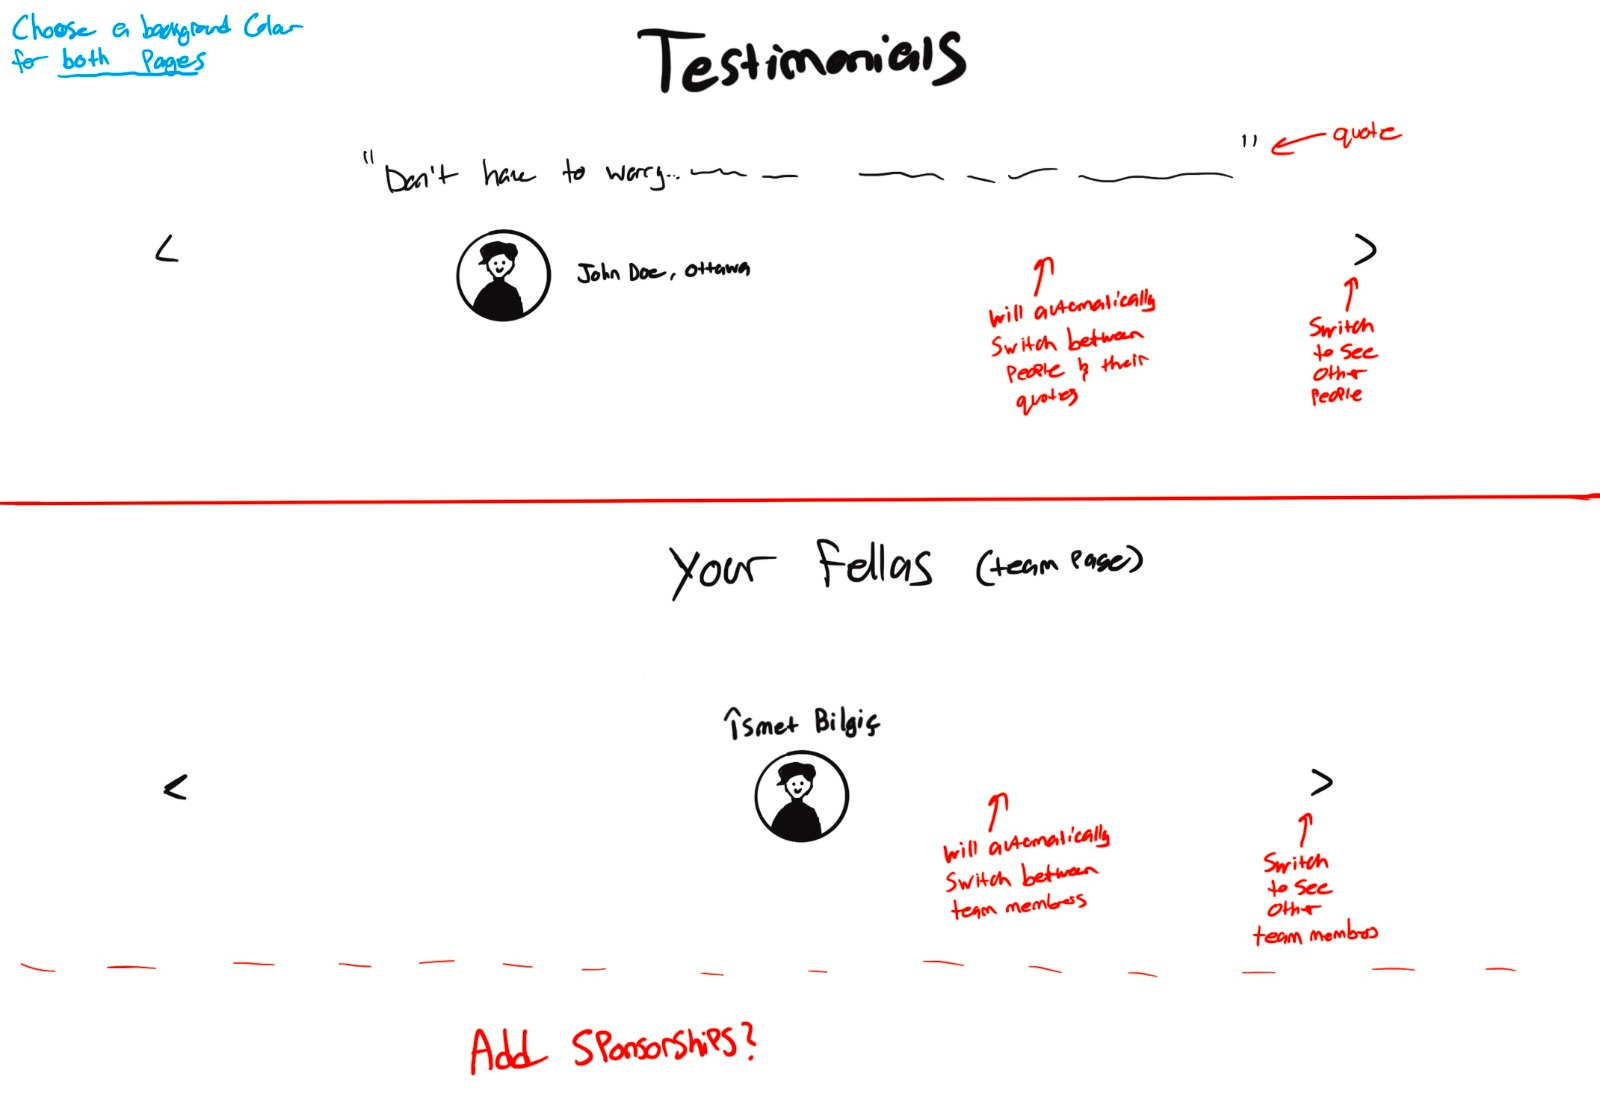 Choose a background Color
for both Pages
Testimonials
"Don't have to worry... "
quote
<
John Doe, Ottawa
>
Will automatically
Switch between
People & their
quotes
Switch
to see
other
People
Your Fellas (team Page)
Îsmet Bilgiç
<
>
Will automatically
Switch between
team members
Switch
to see
other
team members
Add Sponsorships?